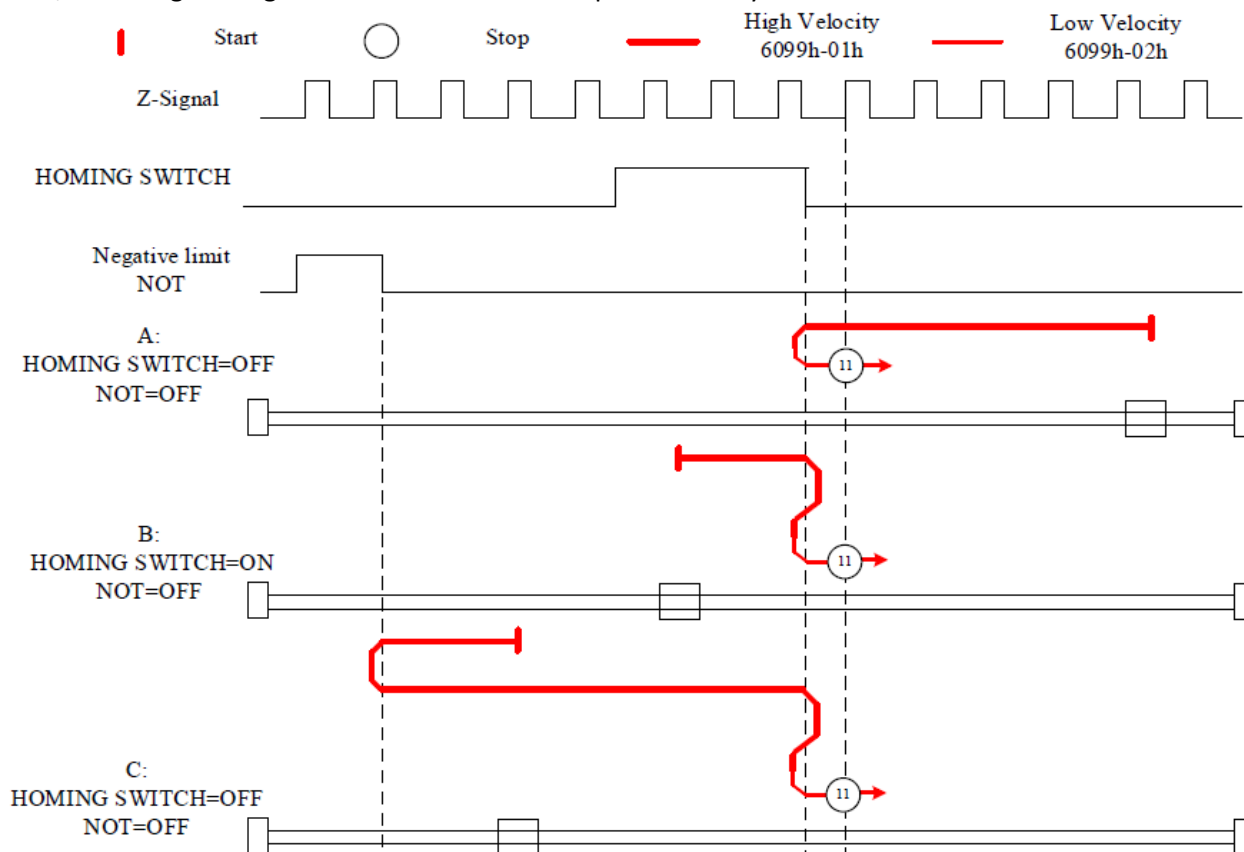 Start
Stop
High Velocity
6099h-01h
Low Velocity
6099h-02h
Z-Signal
HOMING SWITCH
Negative limit
NOT
A:
HOMING SWITCH=OFF
NOT=OFF
11
B:
HOMING SWITCH=ON
NOT=OFF
11
C:
HOMING SWITCH=OFF
NOT=OFF
11